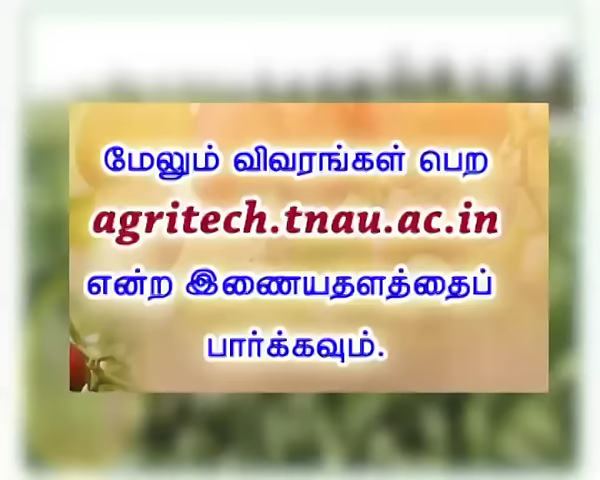 மேலும் விவரங்கள் பெற
agritech.tnau.ac.in
என்ற இணையதளத்தைப்
பார்க்கவும்.